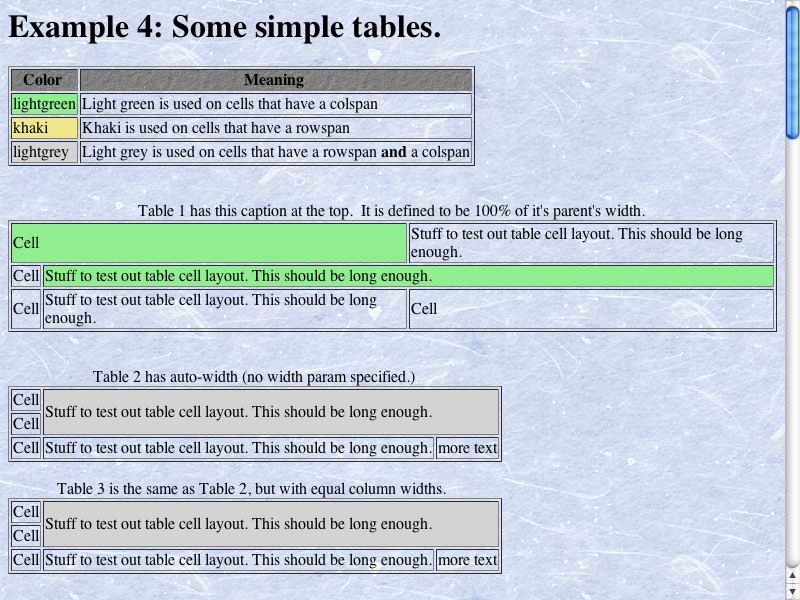 Example 4: Some simple tables.
Color Meaning
lightgreen Light green is used on cells that have a colspan
khaki Khaki is used on cells that have a rowspan
lightgrey Light grey is used on cells that have a rowspan and a colspan
Table 1 has this caption at the top.  It is defined to be 100% of it's parent's width.
Cell Stuff to test out table cell layout. This should be long
enough.
Cell Stuff to test out table cell layout. This should be long enough.
Cell Stuff to test out table cell layout. This should be long
enough. Cell
Table 2 has auto-width (no width param specified.)
Cell Stuff to test out table cell layout. This should be long enough.
Cell
Cell Stuff to test out table cell layout. This should be long enough. more text
Table 3 is the same as Table 2, but with equal column widths.
Cell Stuff to test out table cell layout. This should be long enough.
Cell
Cell Stuff to test out table cell layout. This should be long enough. more text